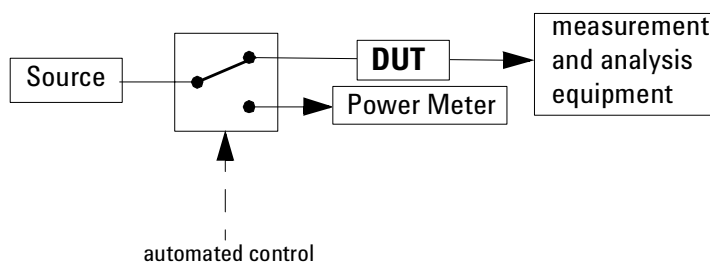 Source
DUT
Power Meter
measurement
and analysis
equipment
automated control